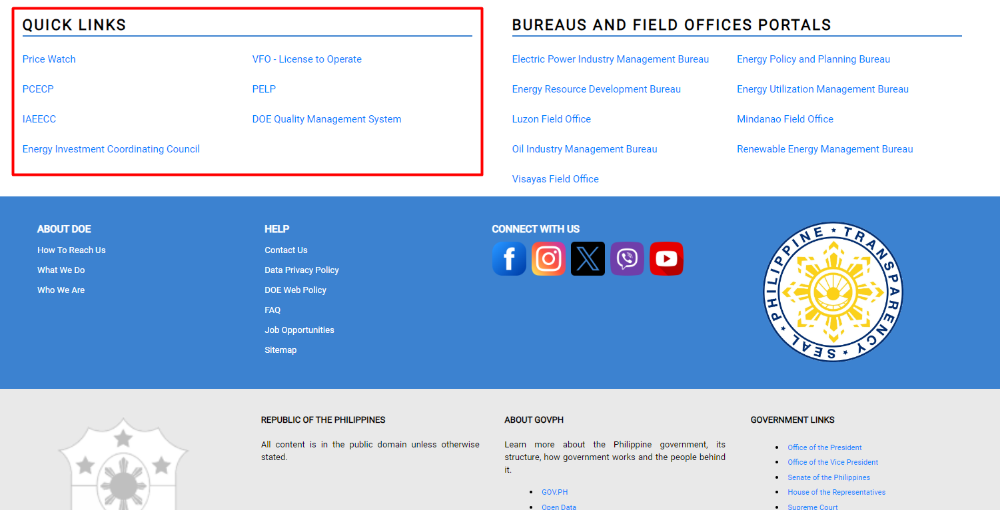 QUICK LINKS
Price Watch
VFO - License to Operate
PCECP
PELP
IAEECC
DOE Quality Management System
Energy Investment Coordinating Council
BUREAUS AND FIELD OFFICES PORTALS
Electric Power Industry Management Bureau
Energy Policy and Planning Bureau
Energy Resource Development Bureau
Energy Utilization Management Bureau
Luzon Field Office
Mindanao Field Office
Oil Industry Management Bureau
Renewable Energy Management Bureau
Visayas Field Office
ABOUT DOE
How To Reach Us
What We Do
Who We Are
HELP
Contact Us
Data Privacy Policy
DOE Web Policy
FAQ
Job Opportunities
Sitemap
CONNECT WITH US
PHILIPPINE TRANSPARENCY SEAL
REPUBLIC OF THE PHILIPPINES
All content is in the public domain unless otherwise
stated.
ABOUT GOVPH
Learn more about the Philippine government, its
structure, how government works and the people behind
it.
GOV.PH
Open Data
GOVERNMENT LINKS
Office of the President
Office of the Vice President
Senate of the Philippines
House of the Representatives
Supreme Court